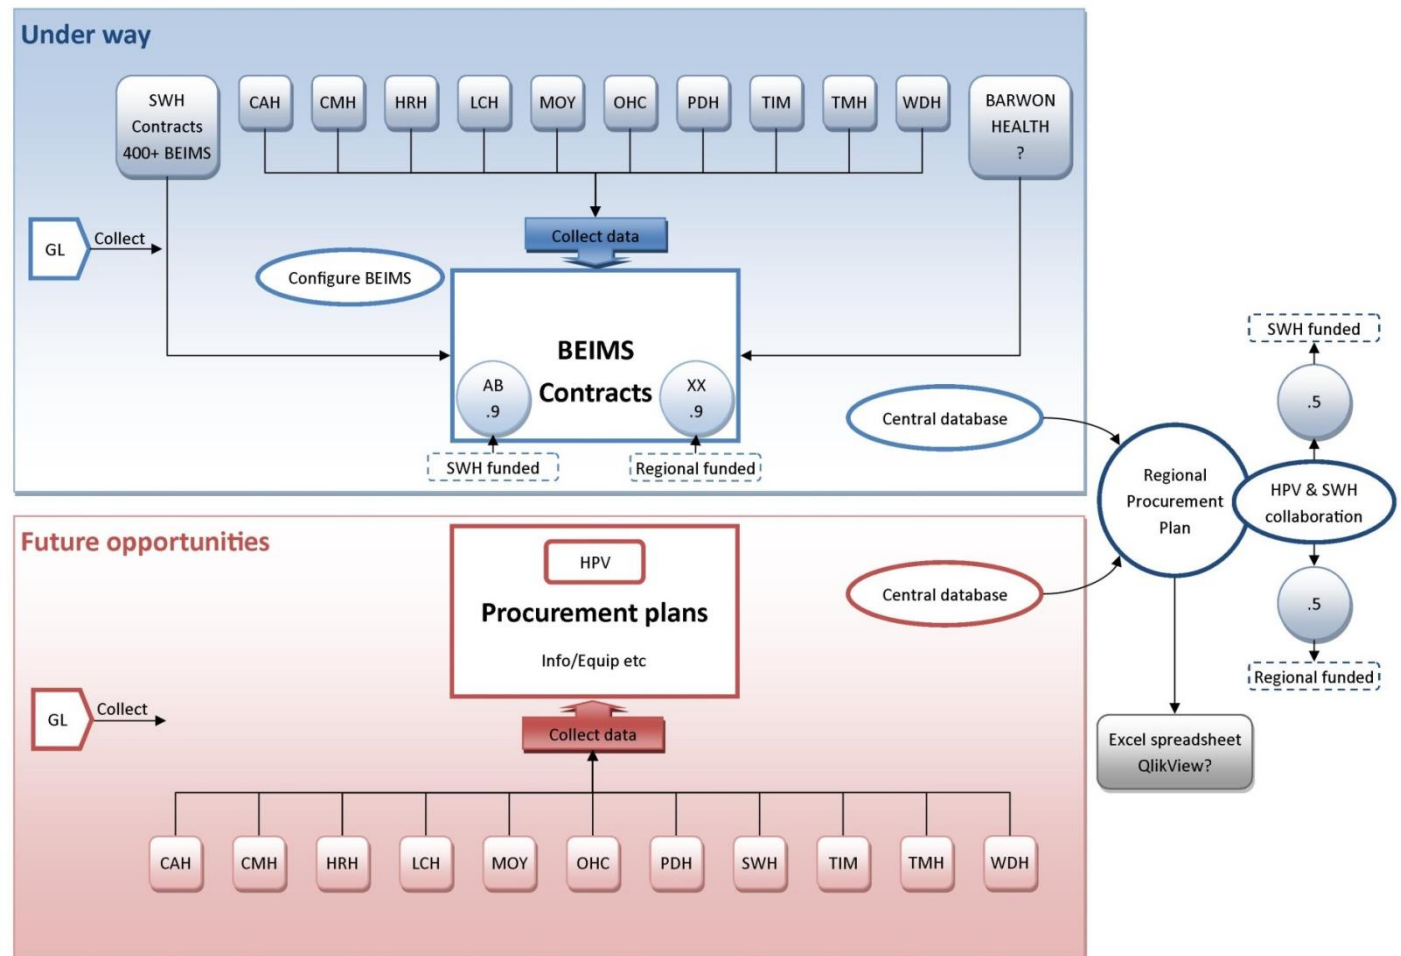 Under way
SWH
Contracts
400+ BEIMS
CAH
CMH
HRH
LCH
MOY
OHC
PDH
TIM
TMH
WDH
BARWON
HEALTH
?
GL
Collect
Collect data
Configure BEIMS
BEIMS
Contracts
AB
.9
XX
.9
SWH funded
Regional funded
Central database
SWH funded
.5
Regional
Procurement
Plan
HPV & SWH
collaboration
.5
Regional funded
Excel spreadsheet
QlikView?
Future opportunities
HPV
Procurement plans
Info/Equip etc
Central database
GL
Collect
Collect data
CAH
CMH
HRH
LCH
MOY
OHC
PDH
SWH
TIM
TMH
WDH